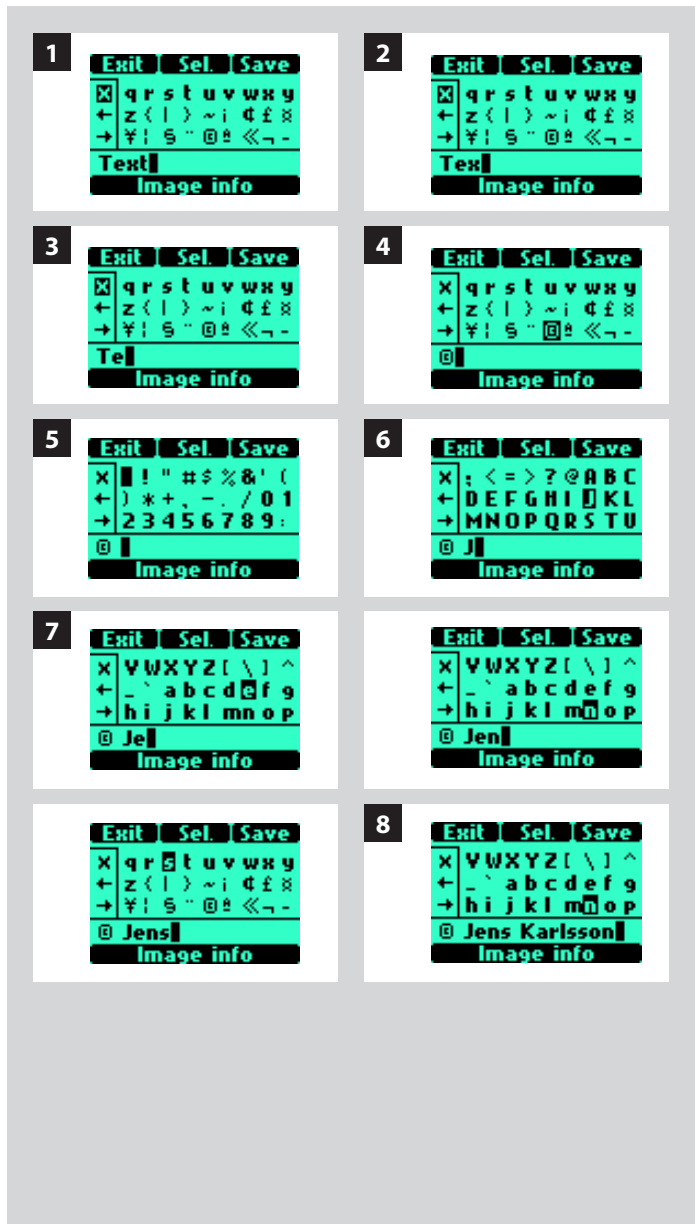 1
Exit Sel. Save
X q r s t u v w x y
← z { | } ~ ¡ ¢ £ ¤
→ ¥ ¦ § ¨ © ª « ¬ -
Text
Image info
2
Exit Sel. Save
X q r s t u v w x y
← z { | } ~ ¡ ¢ £ ¤
→ ¥ ¦ § ¨ © ª « ¬ -
Tex
Image info
3
Exit Sel. Save
X q r s t u v w x y
← z { | } ~ ¡ ¢ £ ¤
→ ¥ ¦ § ¨ © ª « ¬ -
Te
Image info
4
Exit Sel. Save
X q r s t u v w x y
← z { | } ~ ¡ ¢ £ ¤
→ ¥ ¦ § ¨ © ª « ¬ -
©
Image info
5
Exit Sel. Save
X ! " # $ % & ' (
← ) * + , - . / 0 1
→ 2 3 4 5 6 7 8 9 :
©
Image info
6
Exit Sel. Save
X ; < = > ? @ A B C
← D E F G H I J K L
→ M N O P Q R S T U
© J
Image info
7
Exit Sel. Save
X V W X Y Z [ \ ] ^
← _ ` a b c d e f g
→ h i j k l m n o p
© Je
Image info
Exit Sel. Save
X V W X Y Z [ \ ] ^
← _ ` a b c d e f g
→ h i j k l m n o p
© Jen
Image info
Exit Sel. Save
X q r s t u v w x y
← z { | } ~ ¡ ¢ £ ¤
→ ¥ ¦ § ¨ © ª « ¬ -
© Jens
Image info
8
Exit Sel. Save
X V W X Y Z [ \ ] ^
← _ ` a b c d e f g
→ h i j k l m n o p
© Jens Karlsson
Image info